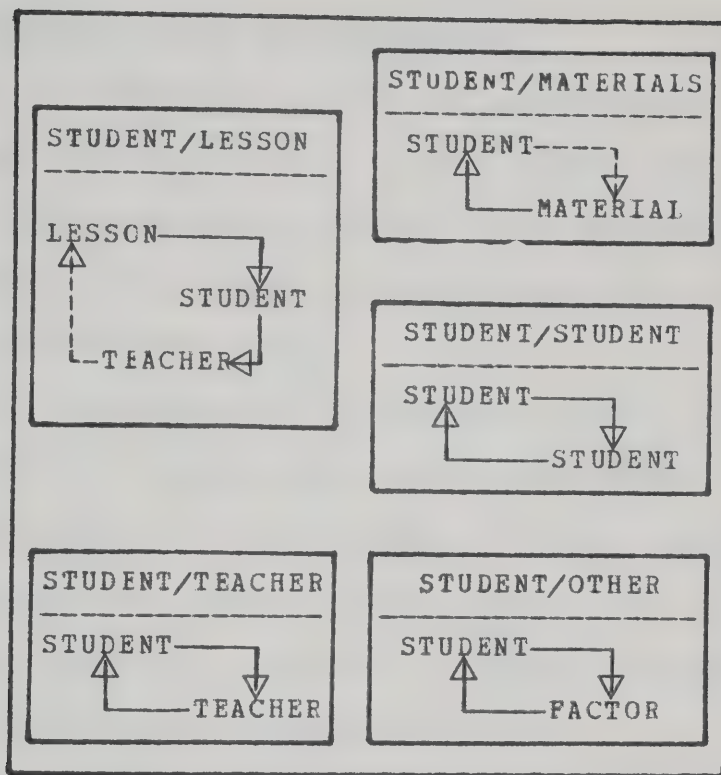 STUDENT/LESSON
LESSON
STUDENT
TEACHER
STUDENT/MATERIALS
STUDENT
MATERIAL
STUDENT/STUDENT
STUDENT
STUDENT
STUDENT/TEACHER
STUDENT
TEACHER
STUDENT/OTHER
STUDENT
FACTOR